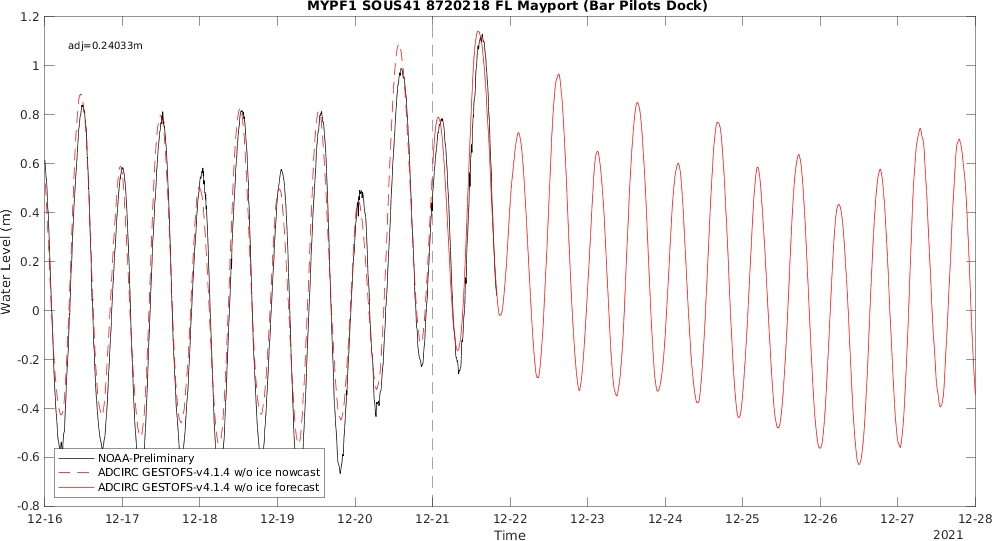 MYPF1 SOUS41 8720218 FL Mayport (Bar Pilots Dock)
adj=0.24033m
1.2
1
0.8
0.6
0.4
0.2
0
-0.2
-0.4
-0.6
-0.8
Water Level (m)
NOAA-Preliminary
ADCIRC GESTOFS-v4.1.4 w/o ice nowcast
ADCIRC GESTOFS-v4.1.4 w/o ice forecast
12-16 12-17 12-18 12-19 12-20 12-21 12-22 12-23 12-24 12-25 12-26 12-27 12-28
Time
2021